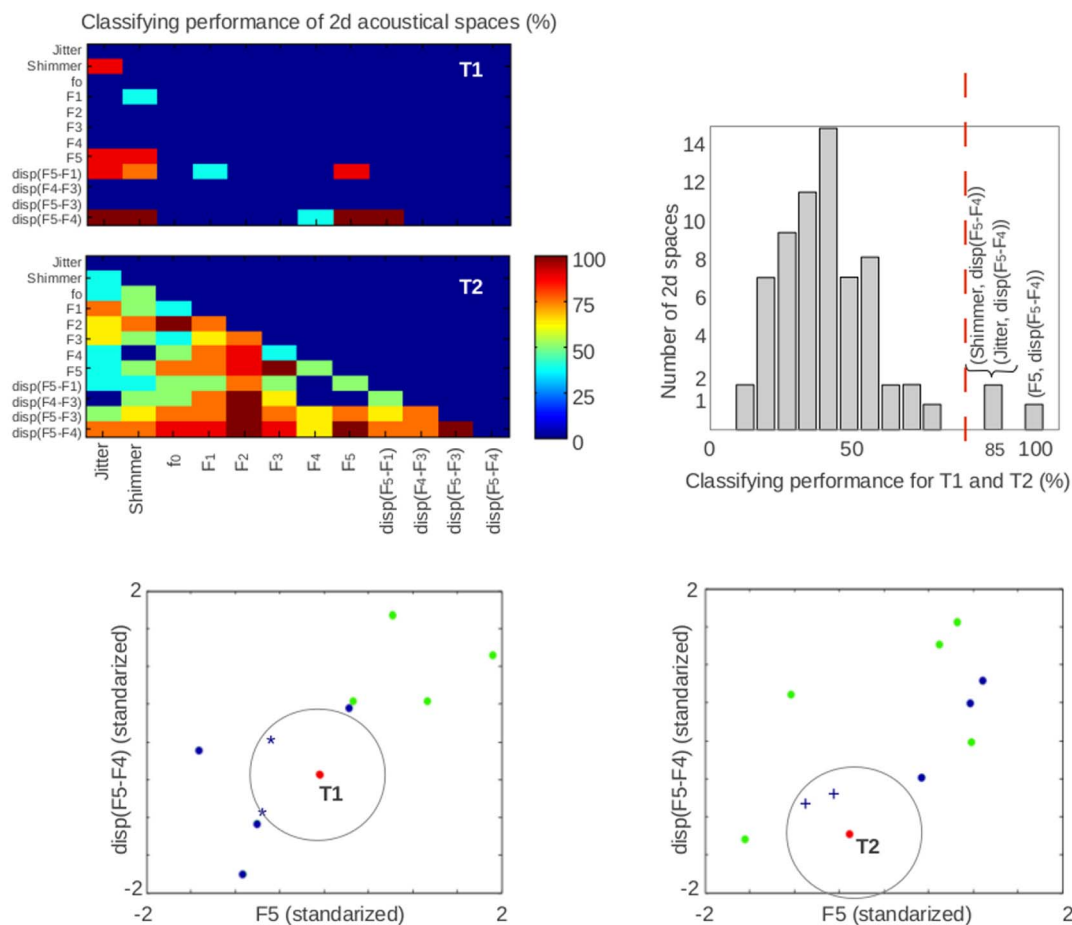 Classifying performance of 2d acoustical spaces (%)
Jitter
Shimmer
fo
F1
F2
F3
F4
F5
disp(F5-F1)
disp(F4-F3)
disp(F5-F3)
disp(F5-F4)
T1
Jitter
Shimmer
fo
F1
F2
F3
F4
F5
disp(F5-F1)
disp(F4-F3)
disp(F5-F3)
disp(F5-F4)
T2
100
75
50
25
0
Jitter
Shimmer
f0
F1
F2
F3
F4
F5
disp(F5-F1)
disp(F4-F3)
disp(F5-F3)
disp(F5-F4)
Number of 2d spaces
14
12
10
8
6
4
2
1
(Shimmer, disp(F5-F4))
(Jitter, disp(F5-F4))
(F5, disp(F5-F4))
0
50
85
100
Classifying performance for T1 and T2 (%)
disp(F5-F4) (standarized)
2
-2
T1
-2
F5 (standarized)
2
disp(F5-F4) (standarized)
2
-2
T2
-2
F5 (standarized)
2